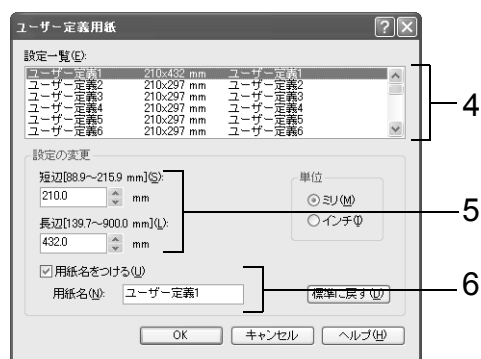 ユーザー定義用紙
設定一覧(E):
ユーザー定義1 210x432 mm ユーザー定義1
ユーザー定義2 210x297 mm ユーザー定義2
ユーザー定義3 210x297 mm ユーザー定義3
ユーザー定義4 210x297 mm ユーザー定義4
ユーザー定義5 210x297 mm ユーザー定義5
ユーザー定義6 210x297 mm ユーザー定義6
4
設定の変更
短辺[88.9～215.9 mm](S):
210.0 mm
長辺[139.7～900.0 mm](L):
432.0 mm
単位
ミリ(M)
インチ(I)
5
用紙名をつける(U)
用紙名(N): ユーザー定義1
標準に戻す(D)
6
OK キャンセル ヘルプ(H)